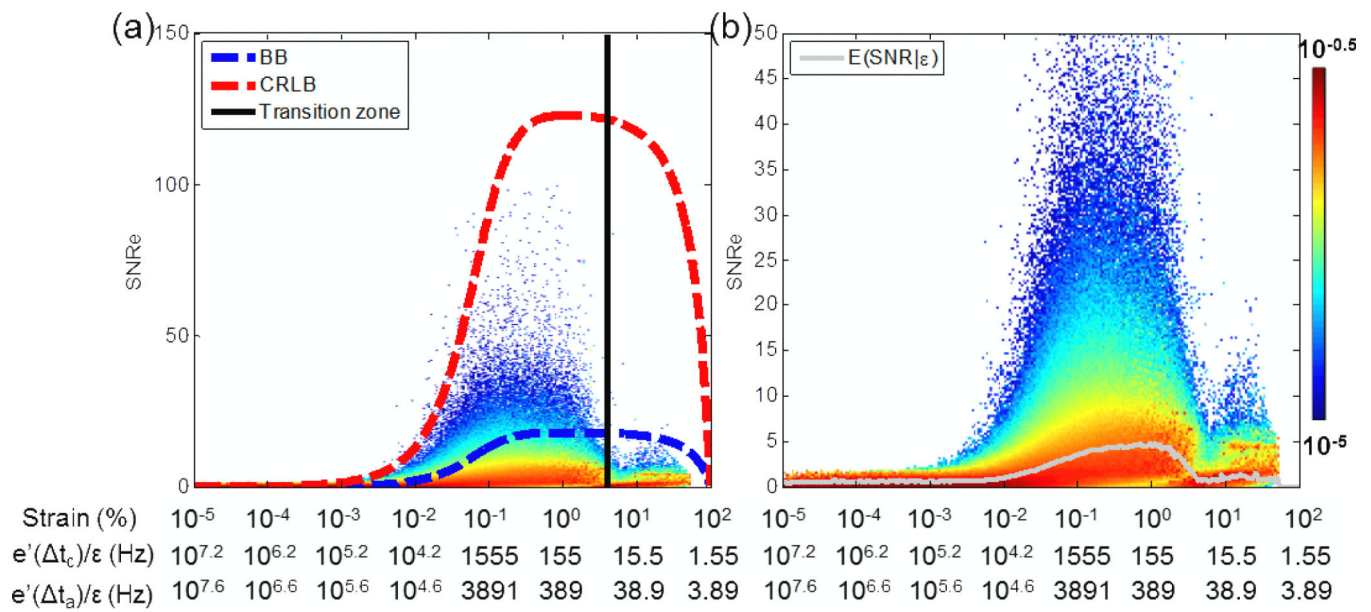 (a)
(b)
150
100
50
0
SNRe
BB
CRLB
Transition zone
50
45
40
35
30
25
20
15
10
5
0
SNRe
E(SNR|ε)
10^-0.5
10^-5
Strain (%) 10^-5 10^-4 10^-3 10^-2 10^-1 10^0 10^1 10^2 10^-5 10^-4 10^-3 10^-2 10^-1 10^0 10^1 10^2
e'(Δt_c)/ε (Hz) 10^7.2 10^6.2 10^5.2 10^4.2 1555 155 15.5 1.55 10^7.2 10^6.2 10^5.2 10^4.2 1555 155 15.5 1.55
e'(Δt_a)/ε (Hz) 10^7.6 10^6.6 10^5.6 10^4.6 3891 389 38.9 3.89 10^7.6 10^6.6 10^5.6 10^4.6 3891 389 38.9 3.89